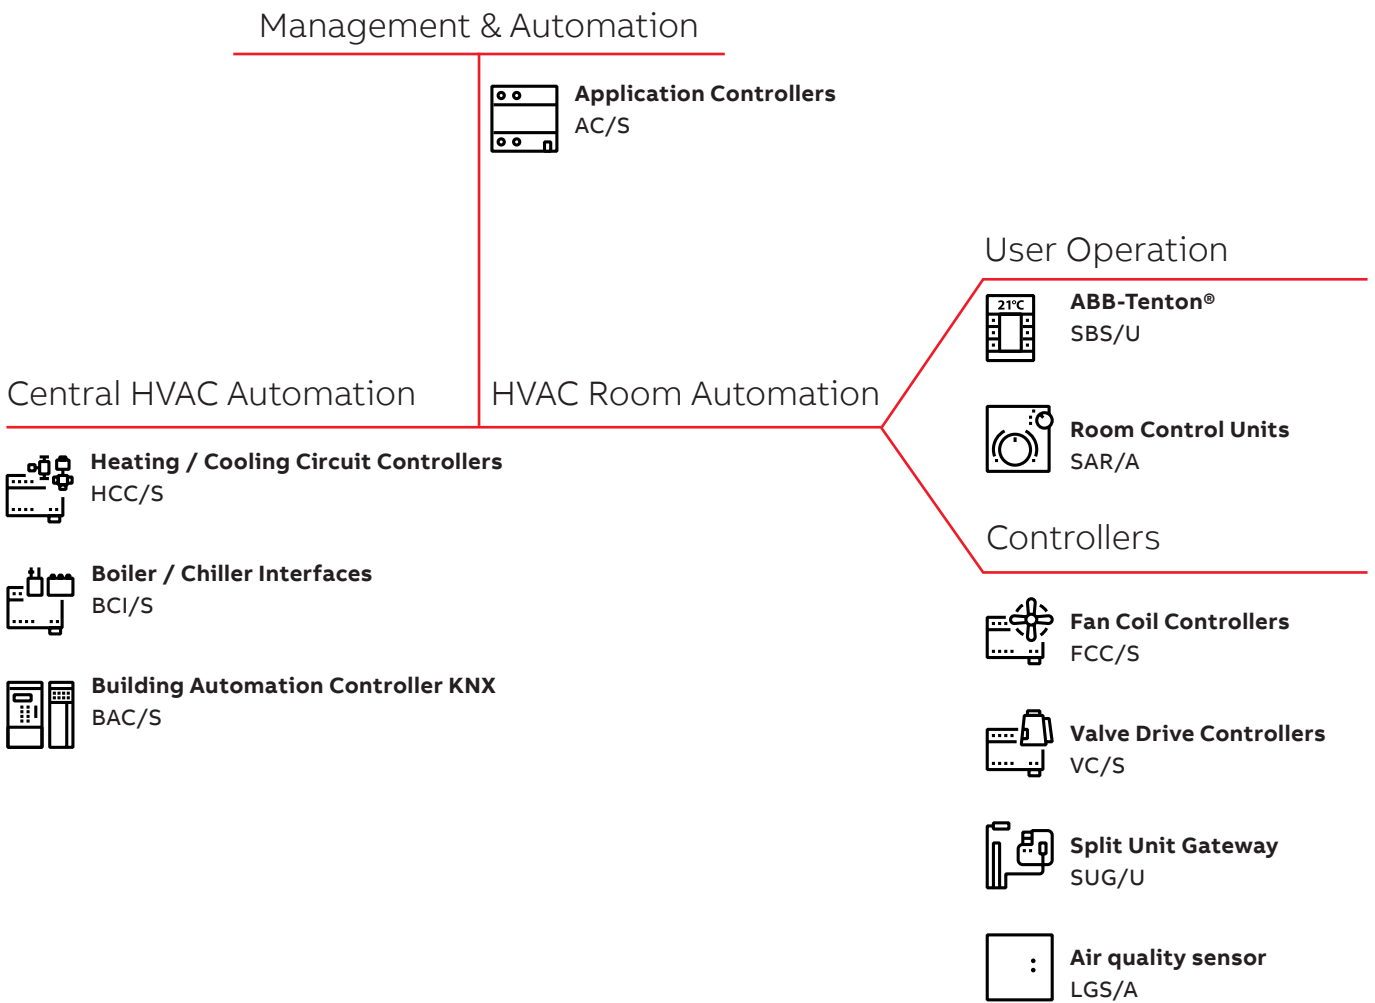 Management & Automation
Application Controllers
AC/S
User Operation
21°C
ABB-Tenton®
SBS/U
Room Control Units
SAR/A
Central HVAC Automation
HVAC Room Automation
Heating / Cooling Circuit Controllers
HCC/S
Boiler / Chiller Interfaces
BCI/S
Building Automation Controller KNX
BAC/S
Controllers
Fan Coil Controllers
FCC/S
Valve Drive Controllers
VC/S
Split Unit Gateway
SUG/U
Air quality sensor
LGS/A